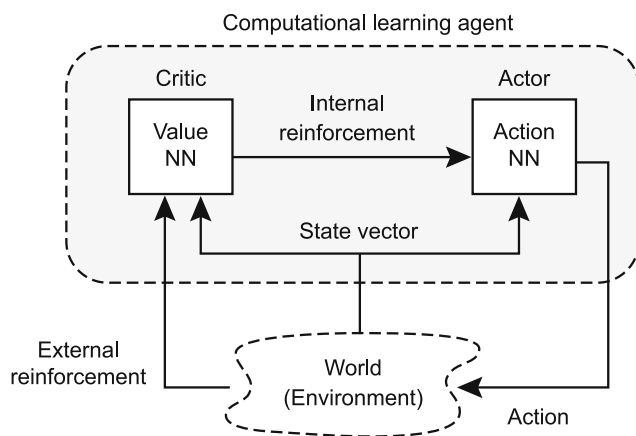 Computational learning agent
Critic
Actor
Internal
reinforcement
Value
NN
Action
NN
State vector
External
reinforcement
World
(Environment)
Action